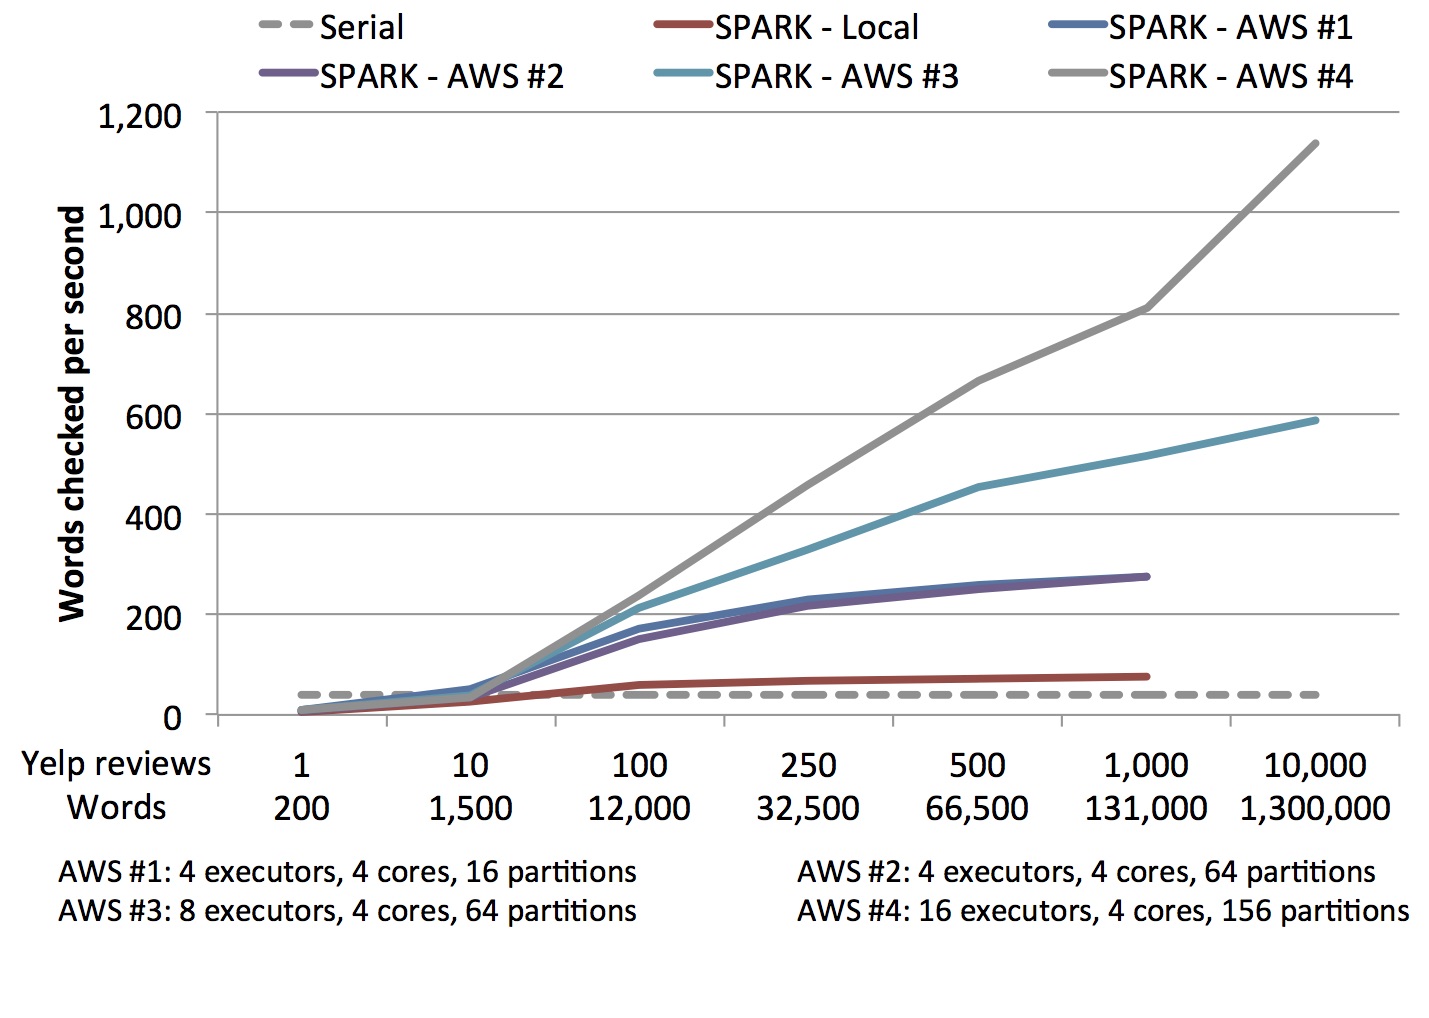 Serial SPARK - Local SPARK - AWS #1
SPARK - AWS #2 SPARK - AWS #3 SPARK - AWS #4
Words checked per second
1,200
1,000
800
600
400
200
0
Yelp reviews 1 10 100 250 500 1,000 10,000
Words 200 1,500 12,000 32,500 66,500 131,000 1,300,000
AWS #1: 4 executors, 4 cores, 16 partitions AWS #2: 4 executors, 4 cores, 64 partitions
AWS #3: 8 executors, 4 cores, 64 partitions AWS #4: 16 executors, 4 cores, 156 partitions